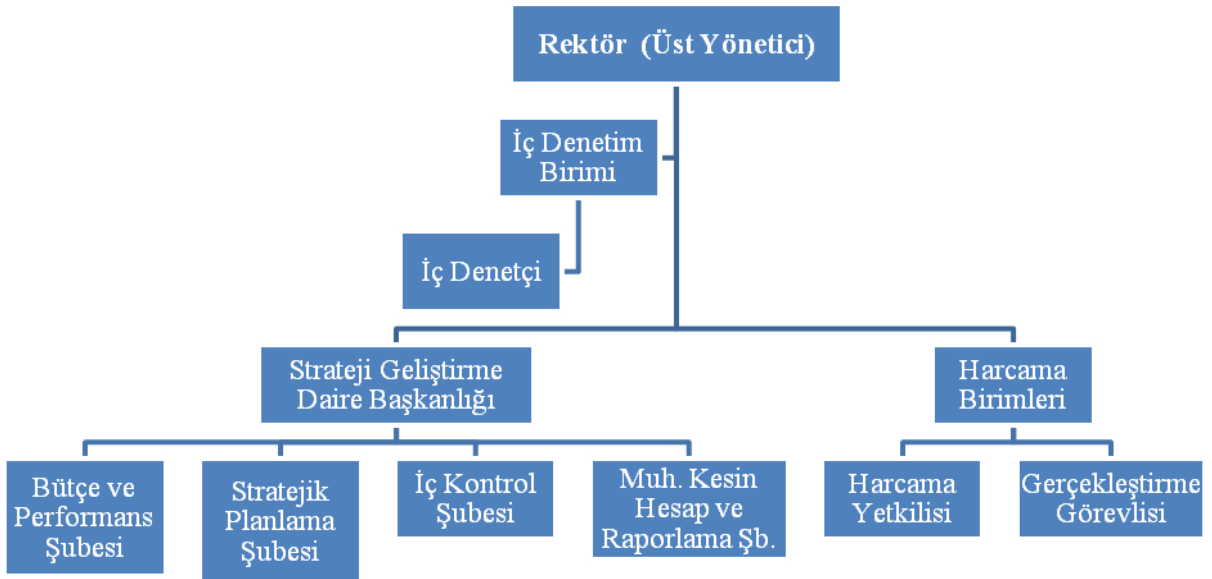 Rektör (Üst Yönetici)
İç Denetim
Birimi
İç Denetçi
Strateji Geliştirme
Daire Başkanlığı
Harcama
Birimleri
Bütçe ve
Performans
Şubesi
Stratejik
Planlama
Şubesi
İç Kontrol
Şubesi
Muh. Kesin
Hesap ve
Raporlama Şb.
Harcama
Yetkilisi
Gerçekleştirme
Görevlisi